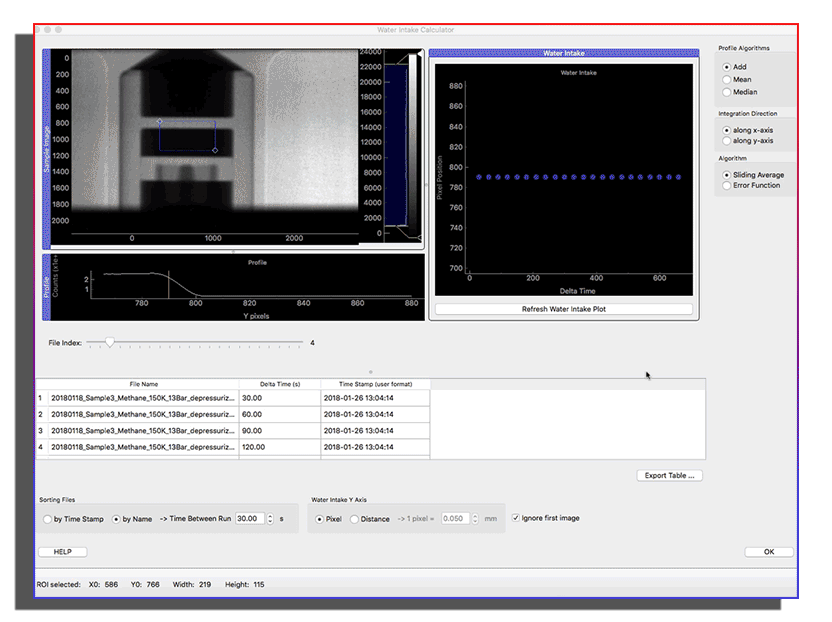 Water Intake Calculator
Sample Image
0
200
400
600
800
1000
1200
1400
1600
1800
2000
0 1000 2000
24000
22000
20000
18000
16000
14000
12000
10000
8000
6000
4000
2000
0
Water Intake
Water Intake
Pixel Position
880
860
840
820
800
780
760
740
720
700
0 200 400 600
Delta Time
Refresh Water Intake Plot
Profile Algorithms
Add
Mean
Median
Integration Direction
along x-axis
along y-axis
Algorithm
Sliding Average
Error Function
Profile
Profile
Counts (x1e+
2
1
780 800 820 840 860 880
Y pixels
File Index: 4
File Name Delta Time (s) Time Stamp (user format)
1 20180118_Sample3_Methane_150K_13Bar_depressuriz... 30.00 2018-01-26 13:04:14
2 20180118_Sample3_Methane_150K_13Bar_depressuriz... 60.00 2018-01-26 13:04:14
3 20180118_Sample3_Methane_150K_13Bar_depressuriz... 90.00 2018-01-26 13:04:14
4 20180118_Sample3_Methane_150K_13Bar_depressuriz... 120.00 2018-01-26 13:04:14
Export Table ...
Sorting Files
by Time Stamp by Name -> Time Between Run 30.00 s
Water Intake Y Axis
Pixel Distance -> 1 pixel = 0.050 mm
Ignore first image
HELP
OK
ROI selected: X0: 586 Y0: 766 Width: 219 Height: 115